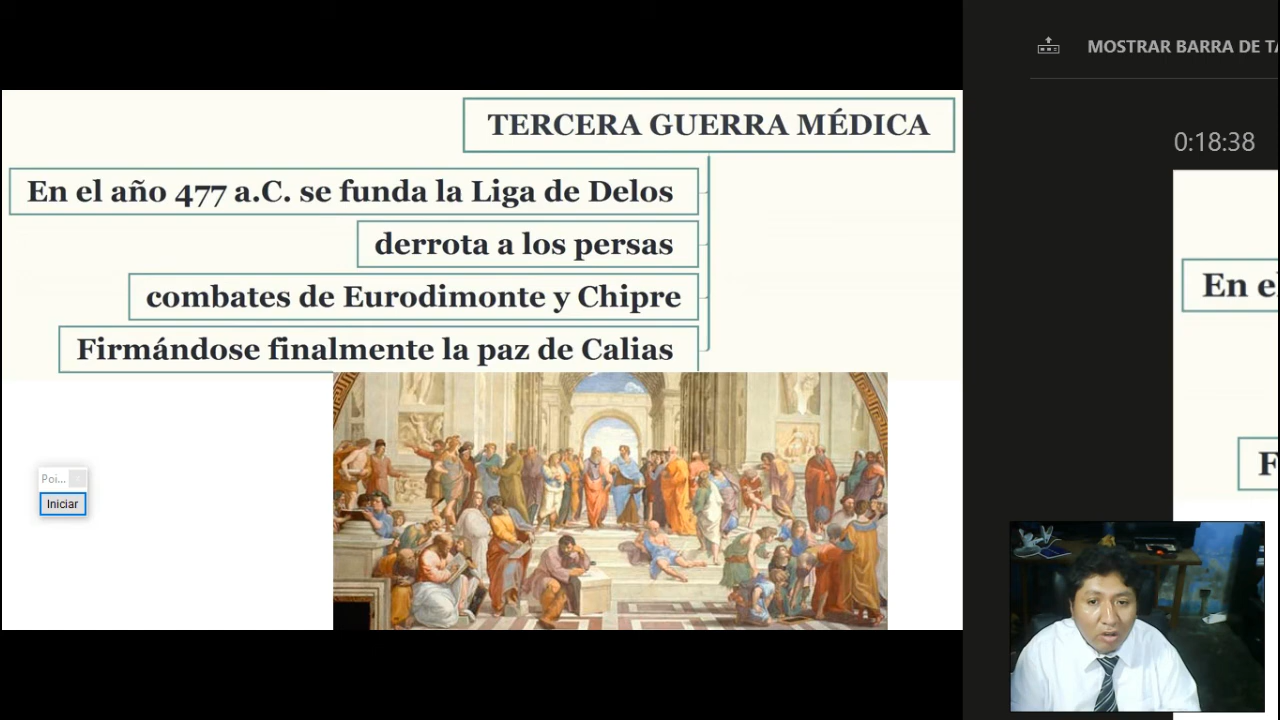 MOSTRAR BARRA DE TA
TERCERA GUERRA MÉDICA
0:18:38
En el año 477 a.C. se funda la Liga de Delos
derrota a los persas
combates de Eurodimonte y Chipre
Firmándose finalmente la paz de Calias
En e
F
Poi...
Iniciar